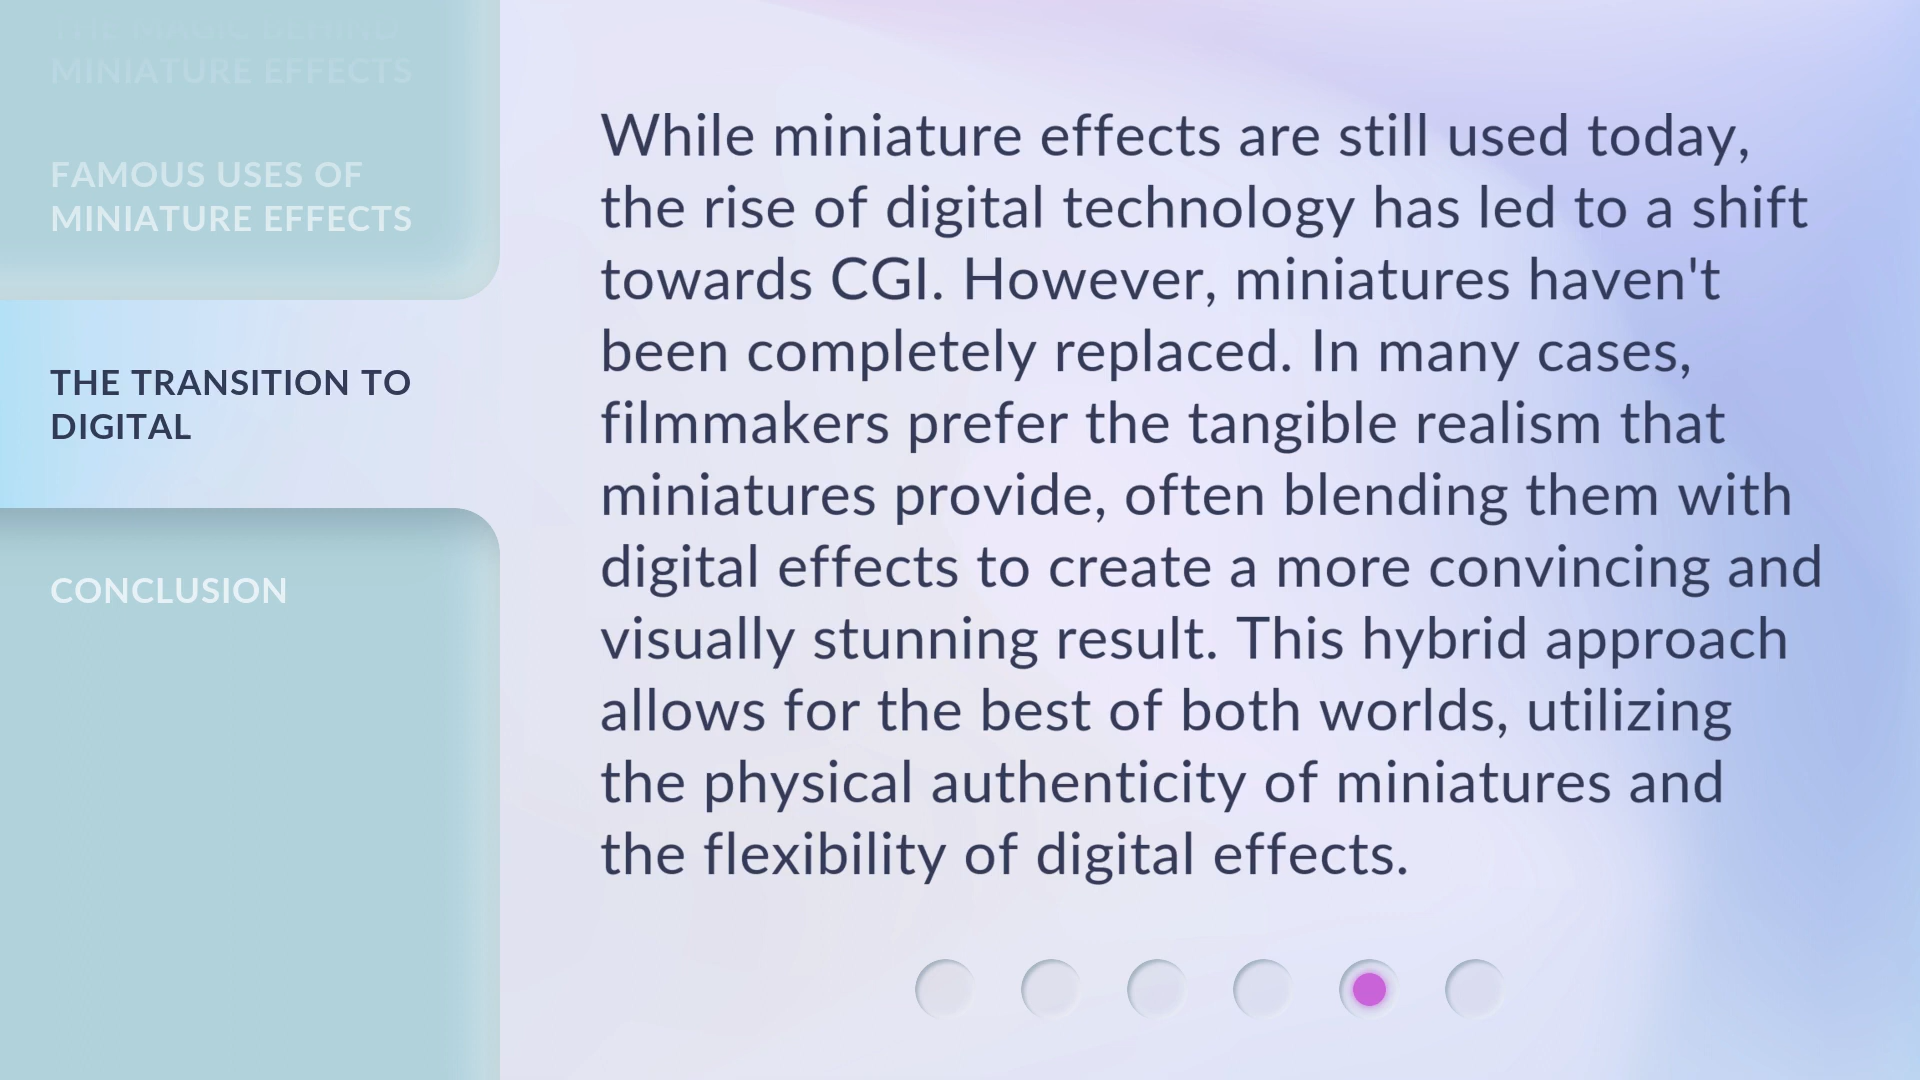 THE MAGIC BEHIND
MINIATURE EFFECTS
FAMOUS USES OF
MINIATURE EFFECTS
THE TRANSITION TO
DIGITAL
CONCLUSION
While miniature effects are still used today,
the rise of digital technology has led to a shift
towards CGI. However, miniatures haven't
been completely replaced. In many cases,
filmmakers prefer the tangible realism that
miniatures provide, often blending them with
digital effects to create a more convincing and
visually stunning result. This hybrid approach
allows for the best of both worlds, utilizing
the physical authenticity of miniatures and
the flexibility of digital effects.